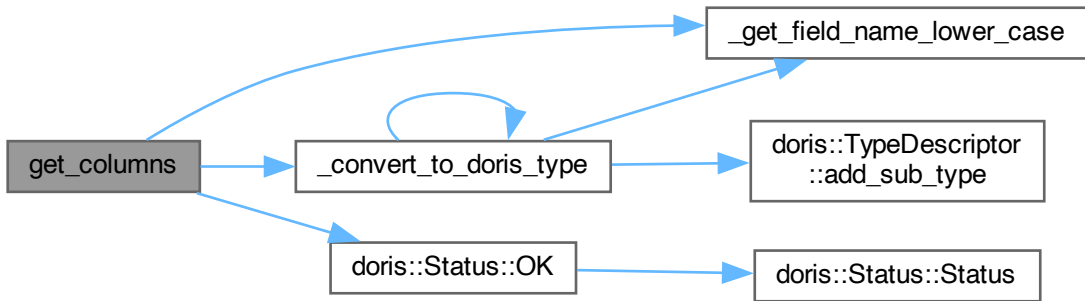 _get_field_name_lower_case
get_columns
_convert_to_doris_type
doris::TypeDescriptor
::add_sub_type
doris::Status::OK
doris::Status::Status